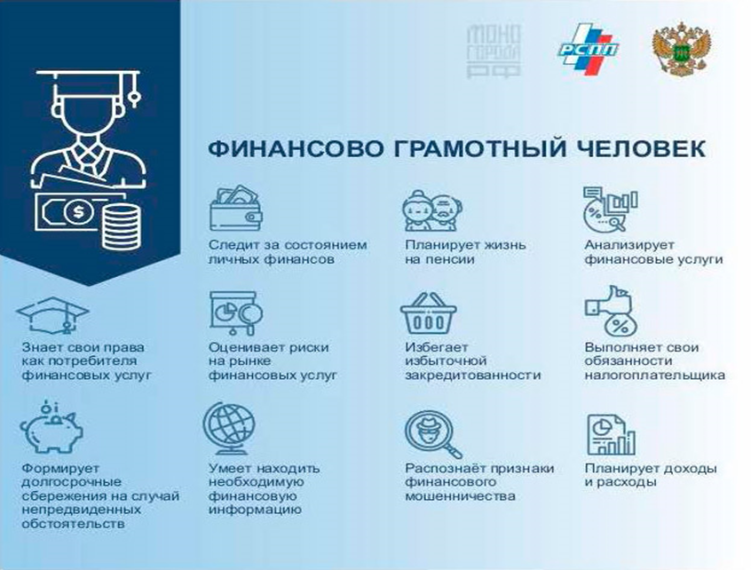 МОНО
ГОРОДА
РФ
РСПП
ФИНАНСОВО ГРАМОТНЫЙ ЧЕЛОВЕК
Следит за состоянием
личных финансов
Планирует жизнь
на пенсии
Анализирует
финансовые услуги
Знает свои права
как потребителя
финансовых услуг
Оценивает риски
на рынке
финансовых услуг
Избегает
избыточной
закредитованности
Выполняет свои
обязанности
налогоплательщика
Формирует
долгосрочные
сбережения на случай
непредвиденных
обстоятельств
Умеет находить
необходимую
финансовую
информацию
Распознаёт признаки
финансового
мошенничества
Планирует доходы
и расходы